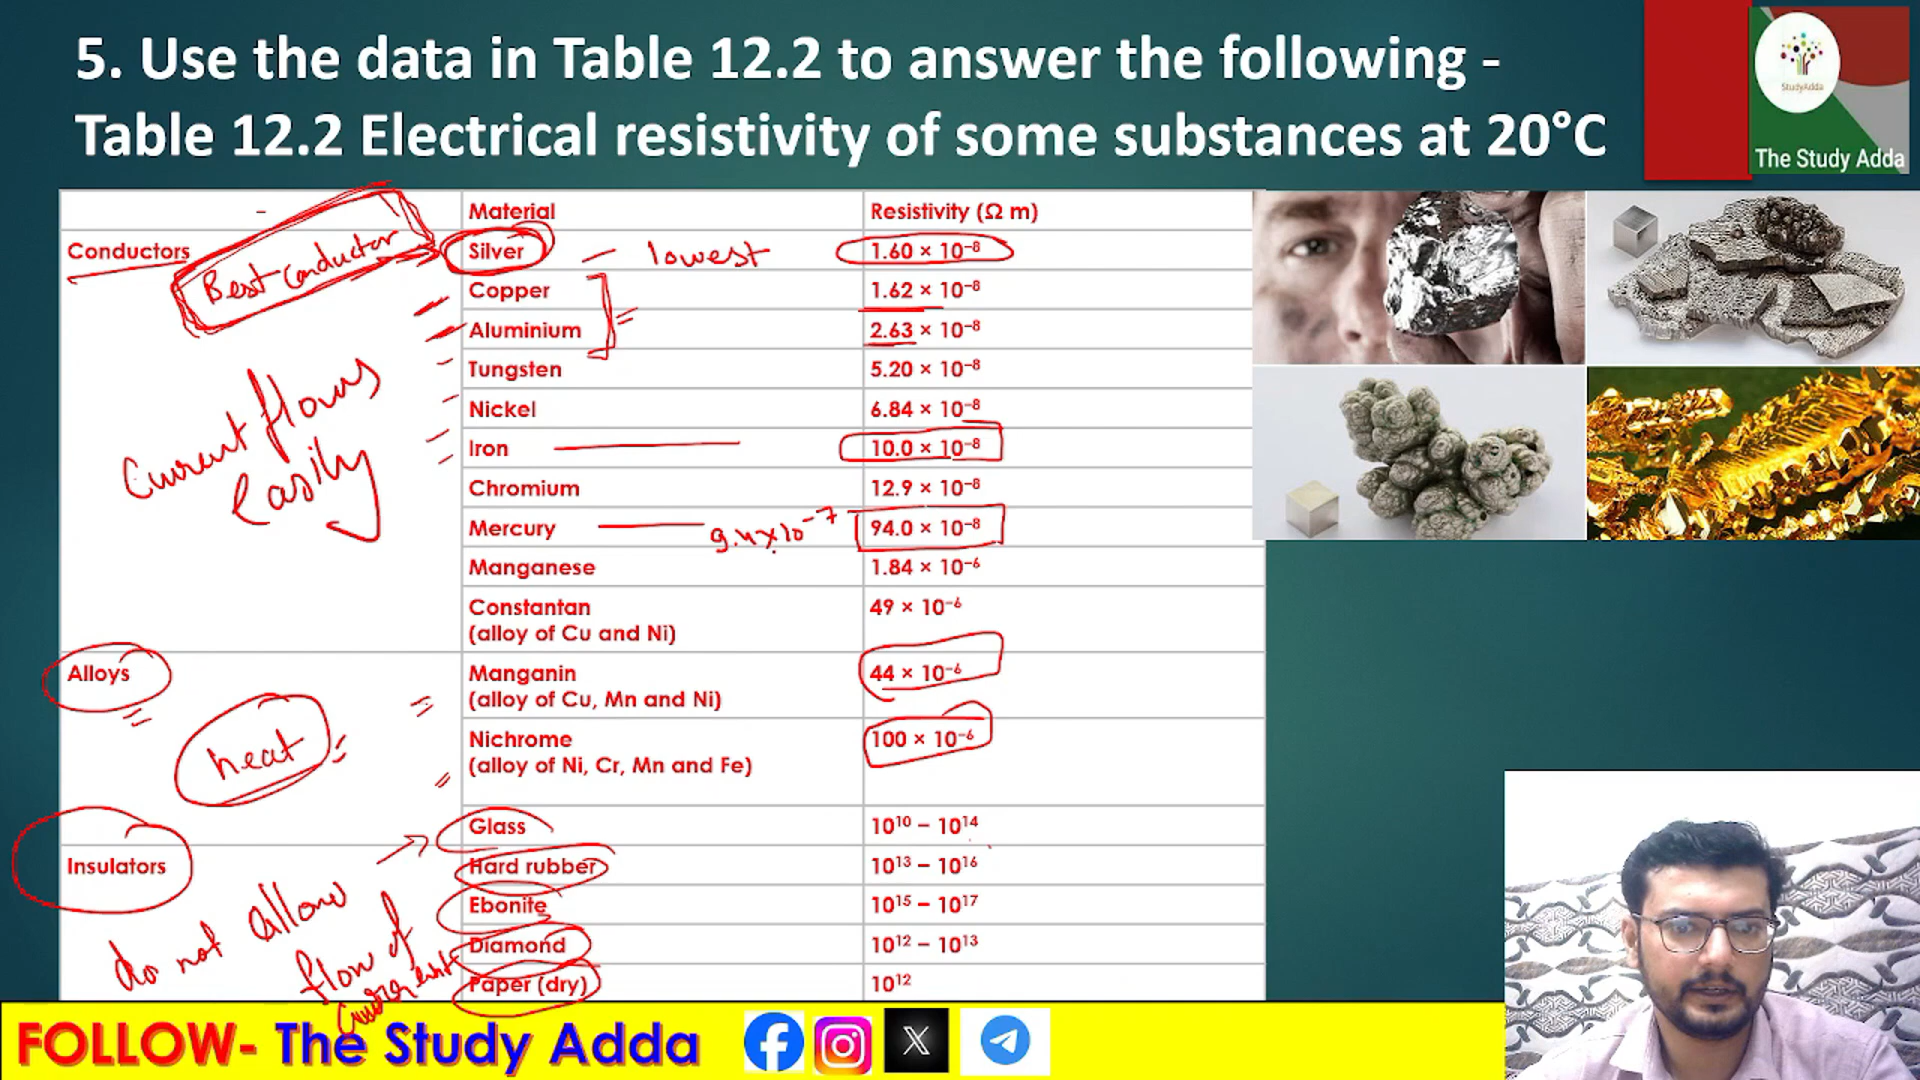 5. Use the data in Table 12.2 to answer the following -
Table 12.2 Electrical resistivity of some substances at 20°C
StudyAdda
The Study Adda
- Material Resistivity (Ω m)
Conductors Silver 1.60 × 10⁻⁸
Best Conductor
– lowest
Copper 1.62 × 10⁻⁸
Aluminium 2.63 × 10⁻⁸
Tungsten 5.20 × 10⁻⁸
Nickel 6.84 × 10⁻⁸
Current flows
easily
Iron 10.0 × 10⁻⁸
Chromium 12.9 × 10⁻⁸
Mercury 94.0 × 10⁻⁸
9.4×10⁻⁷
Manganese 1.84 × 10⁻⁶
Constantan 49 × 10⁻⁶
(alloy of Cu and Ni)
Alloys Manganin 44 × 10⁻⁶
(alloy of Cu, Mn and Ni)
heat
Nichrome 100 × 10⁻⁶
(alloy of Ni, Cr, Mn and Fe)
Glass 10¹⁰ – 10¹⁴
Insulators Hard rubber 10¹³ – 10¹⁶
Ebonite 10¹⁵ – 10¹⁷
Diamond 10¹² – 10¹³
Paper (dry) 10¹²
do not allow
flow of
FOLLOW- The Study Adda